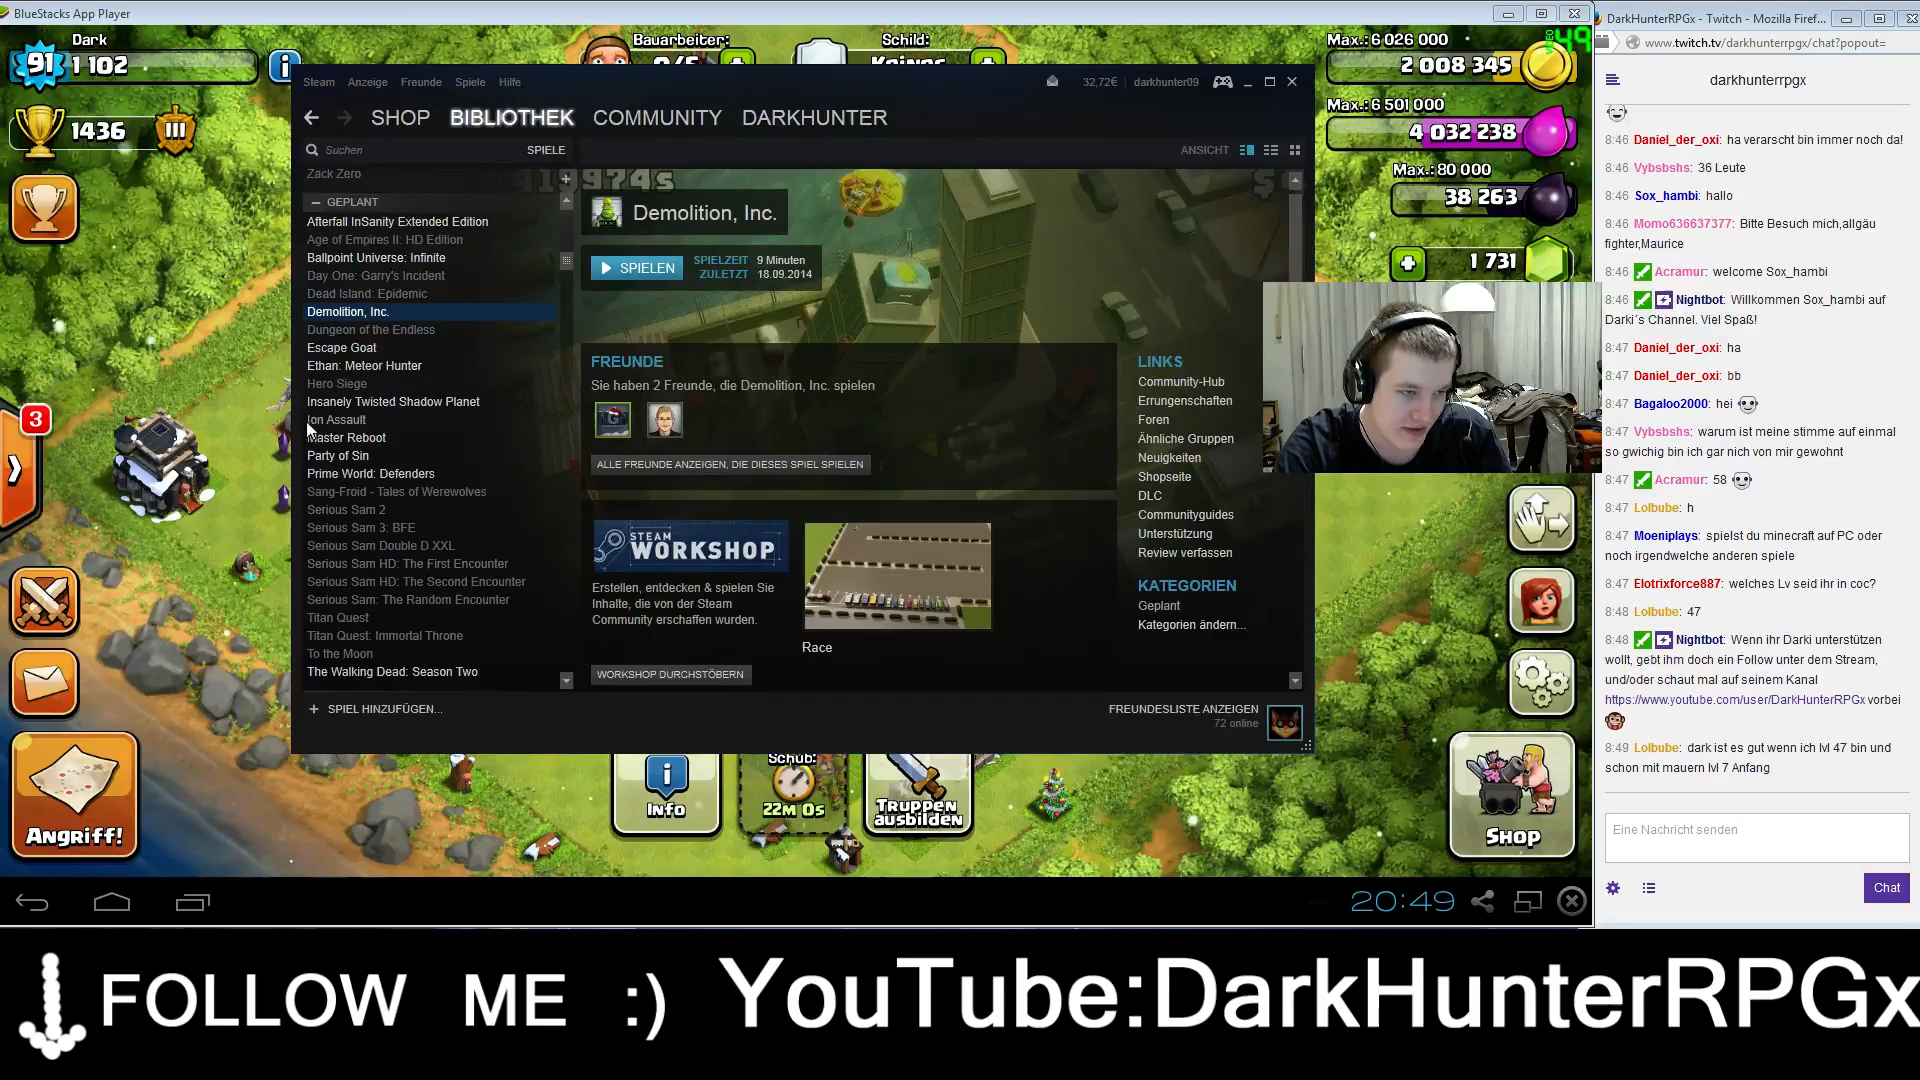 BlueStacks App Player
DarkHunterRPGx - Twitch - Mozilla Firef...
www.twitch.tv/darkhunterrpgx/chat?popout=
Dark
91
1 102
1436
III
Bauarbeiter:
Schild:
Max.: 6 026 000
49
2 008 345
Max.: 6 501 000
4 032 238
Max.: 80 000
38 263
1 731
3
Steam Anzeige Freunde Spiele Hilfe
32,72€ darkhunter09
SHOP BIBLIOTHEK COMMUNITY DARKHUNTER
Suchen SPIELE
ANSICHT
Zack Zero
GEPLANT
Afterfall InSanity Extended Edition
Age of Empires II: HD Edition
Ballpoint Universe: Infinite
Day One: Garry's Incident
Dead Island: Epidemic
Demolition, Inc.
Dungeon of the Endless
Escape Goat
Ethan: Meteor Hunter
Hero Siege
Insanely Twisted Shadow Planet
Ion Assault
Master Reboot
Party of Sin
Prime World: Defenders
Sang-Froid - Tales of Werewolves
Serious Sam 2
Serious Sam 3: BFE
Serious Sam Double D XXL
Serious Sam HD: The First Encounter
Serious Sam HD: The Second Encounter
Serious Sam: The Random Encounter
Titan Quest
Titan Quest: Immortal Throne
To the Moon
The Walking Dead: Season Two
+ SPIEL HINZUFÜGEN...
Demolition, Inc.
SPIELEN
SPIELZEIT 9 Minuten
ZULETZT 18.09.2014
FREUNDE
Sie haben 2 Freunde, die Demolition, Inc. spielen
ALLE FREUNDE ANZEIGEN, DIE DIESES SPIEL SPIELEN
STEAM
WORKSHOP
Erstellen, entdecken & spielen Sie
Inhalte, die von der Steam
Community erschaffen wurden.
Race
WORKSHOP DURCHSTÖBERN
LINKS
Community-Hub
Errungenschaften
Foren
Ähnliche Gruppen
Neuigkeiten
Shopseite
DLC
Communityguides
Unterstützung
Review verfassen
KATEGORIEN
Geplant
Kategorien ändern...
FREUNDESLISTE ANZEIGEN
72 online
Angriff!
Info
Schub:
22M 0s
Truppen
ausbilden
Shop
20:49
darkhunterrpgx
8:46 Daniel_der_oxi: ha verarscht bin immer noch da!
8:46 Vybsbshs: 36 Leute
8:46 Sox_hambi: hallo
8:46 Momo636637377: Bitte Besuch mich,allgäu
fighter,Maurice
8:46 Acramur: welcome Sox_hambi
8:46 Nightbot: Willkommen Sox_hambi auf
Darki´s Channel. Viel Spaß!
8:47 Daniel_der_oxi: ha
8:47 Daniel_der_oxi: bb
8:47 Bagaloo2000: hei
8:47 Vybsbshs: warum ist meine stimme auf einmal
so gwichig bin ich gar nich von mir gewohnt
8:47 Acramur: 58
8:47 Lolbube: h
8:47 Moeniplays: spielst du minecraft auf PC oder
noch irgendwelche anderen spiele
8:47 Elotrixforce887: welches Lv seid ihr in coc?
8:48 Lolbube: 47
8:48 Nightbot: Wenn ihr Darki unterstützen
wollt, gebt ihm doch ein Follow unter dem Stream,
und/oder schaut mal auf seinem Kanal
https://www.youtube.com/user/DarkHunterRPGx vorbei
8:49 Lolbube: dark ist es gut wenn ich lvl 47 bin und
schon mit mauern lvl 7 Anfang
Eine Nachricht senden
Chat
FOLLOW ME :) YouTube:DarkHunterRPGx